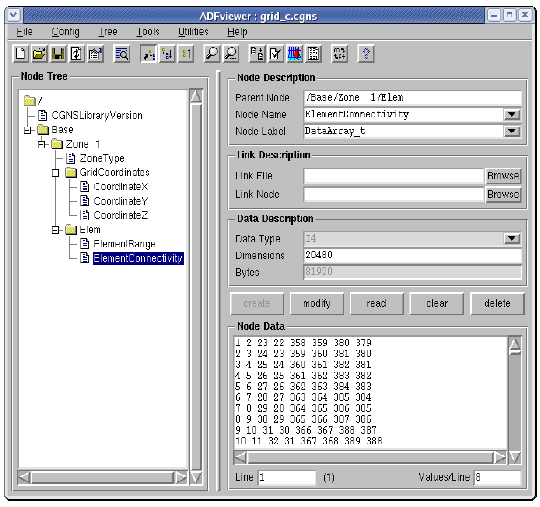 ADFviewer : grid_c.cgns
File Config Tree Tools Utilities Help
Node Tree
/
CGNSLibraryVersion
Base
Zone 1
ZoneType
GridCoordinates
CoordinateX
CoordinateY
CoordinateZ
Elem
ElementRange
ElementConnectivity
Node Description
Parent Node /Base/Zone 1/Elem
Node Name ElementConnectivity
Node Label DataArray_t
Link Description
Link File Browse
Link Node Browse
Data Description
Data Type I4
Dimensions 20480
Bytes 81920
create modify read clear delete
Node Data
1 2 23 22 358 359 380 379
2 3 24 23 359 360 381 380
3 4 25 24 360 361 382 381
4 5 26 25 361 362 383 382
5 6 27 26 362 363 384 383
6 7 28 27 363 364 385 384
7 8 29 28 364 365 386 385
8 9 30 29 365 366 387 386
9 10 31 30 366 367 388 387
10 11 32 31 367 368 389 388
Line 1 (1) Values/Line 8